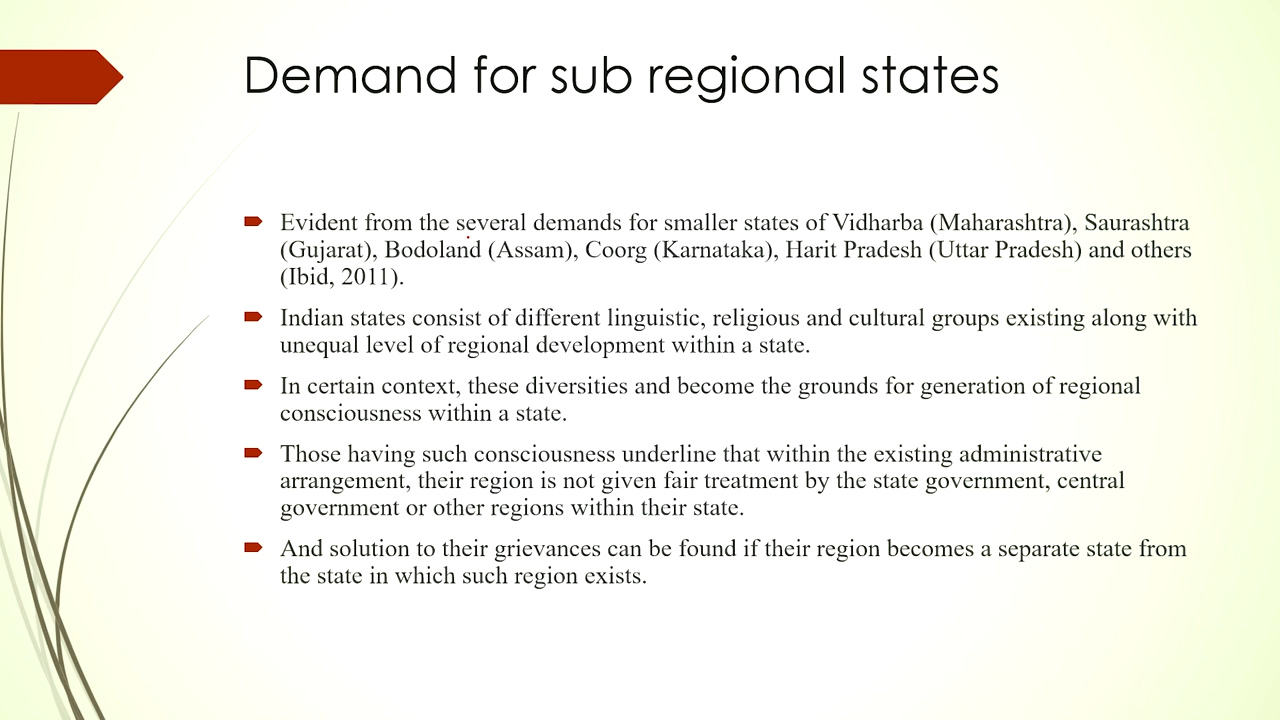 Demand for sub regional states
Evident from the several demands for smaller states of Vidharba (Maharashtra), Saurashtra
(Gujarat), Bodoland (Assam), Coorg (Karnataka), Harit Pradesh (Uttar Pradesh) and others
(Ibid, 2011).
Indian states consist of different linguistic, religious and cultural groups existing along with
unequal level of regional development within a state.
In certain context, these diversities and become the grounds for generation of regional
consciousness within a state.
Those having such consciousness underline that within the existing administrative
arrangement, their region is not given fair treatment by the state government, central
government or other regions within their state.
And solution to their grievances can be found if their region becomes a separate state from
the state in which such region exists.